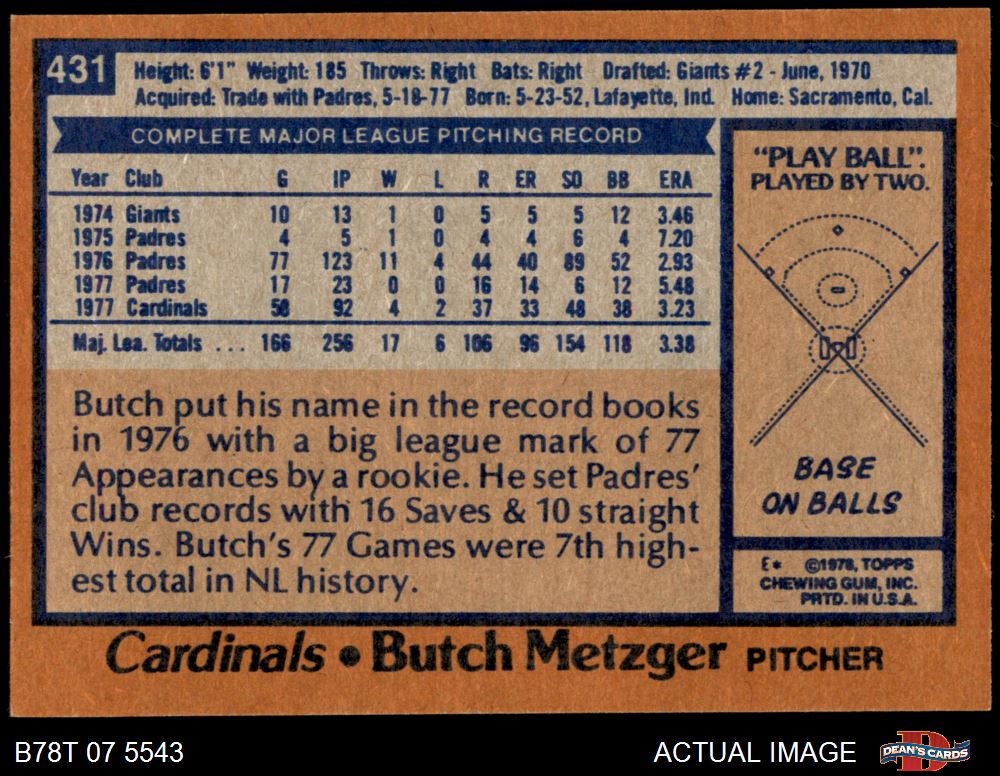 431
Height: 6'1" Weight: 185 Throws: Right Bats: Right Drafted: Giants #2 - June, 1970
Acquired: Trade with Padres, 5-18-77 Born: 5-23-52, Lafayette, Ind. Home: Sacramento, Cal.
COMPLETE MAJOR LEAGUE PITCHING RECORD
Year Club G IP W L R ER SO BB ERA
1974 Giants 10 13 1 0 5 5 5 12 3.46
1975 Padres 4 5 1 0 4 4 6 4 7.20
1976 Padres 77 123 11 4 44 40 89 52 2.93
1977 Padres 17 23 0 0 16 14 6 12 5.48
1977 Cardinals 58 92 4 2 37 33 48 38 3.23
Maj. Lea. Totals ... 166 256 17 6 106 96 154 118 3.38
Butch put his name in the record books
in 1976 with a big league mark of 77
Appearances by a rookie. He set Padres'
club records with 16 Saves & 10 straight
Wins. Butch's 77 Games were 7th high-
est total in NL history.
"PLAY BALL".
PLAYED BY TWO.
BASE
ON BALLS
E* ©1978, TOPPS
CHEWING GUM, INC.
PRTD. IN U.S.A.
Cardinals • Butch Metzger PITCHER
B78T 07 5543
ACTUAL IMAGE
DEAN'S CARDS